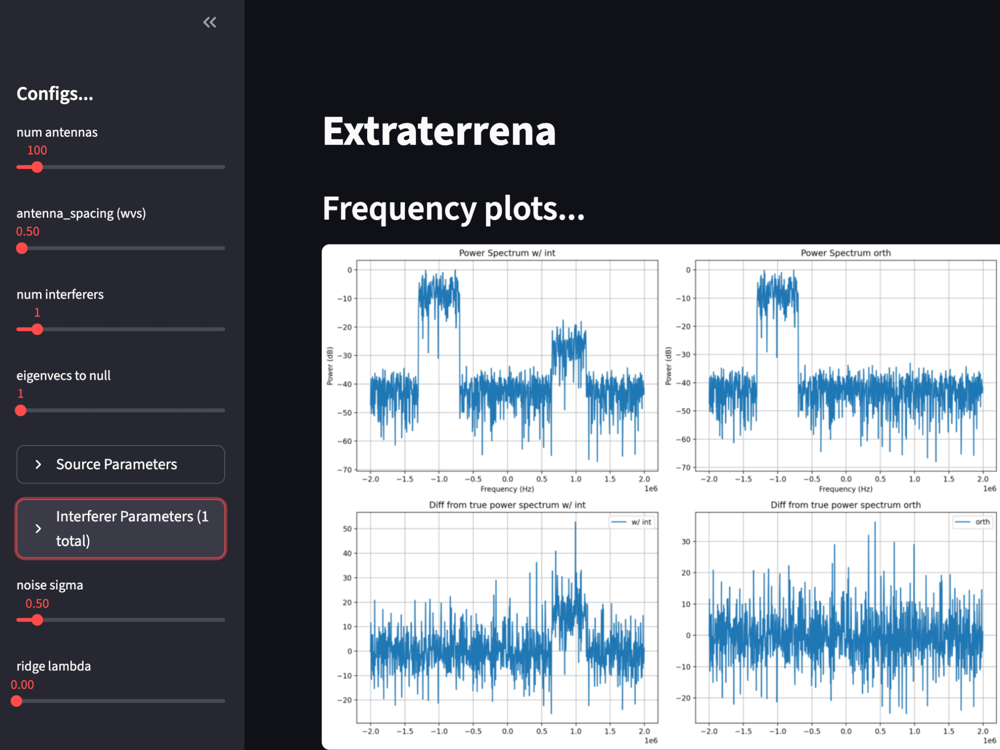 Configs...
num antennas
100
antenna_spacing (wvs)
0.50
num interferers
1
eigenvecs to null
1
Source Parameters
Interferer Parameters (1
total)
noise sigma
0.50
ridge lambda
0.00
Extraterrena
Frequency plots...
Power Spectrum w/ int
0
−10
−20
−30
−40
−50
−60
−70
Power (dB)
−2.0 −1.5 −1.0 −0.5 0.0 0.5 1.0 1.5 2.0
Frequency (Hz)
1e6
Power Spectrum orth
0
−10
−20
−30
−40
−50
−60
−70
Power (dB)
−2.0 −1.5 −1.0 −0.5 0.0 0.5 1.0 1.5 2.0
Frequency (Hz)
1e6
Diff from true power spectrum w/ int
w/ int
50
40
30
20
10
0
−10
−20
−2.0 −1.5 −1.0 −0.5 0.0 0.5 1.0 1.5 2.0
1e6
Diff from true power spectrum orth
orth
30
20
10
0
−10
−20
−2.0 −1.5 −1.0 −0.5 0.0 0.5 1.0 1.5 2.0
1e6